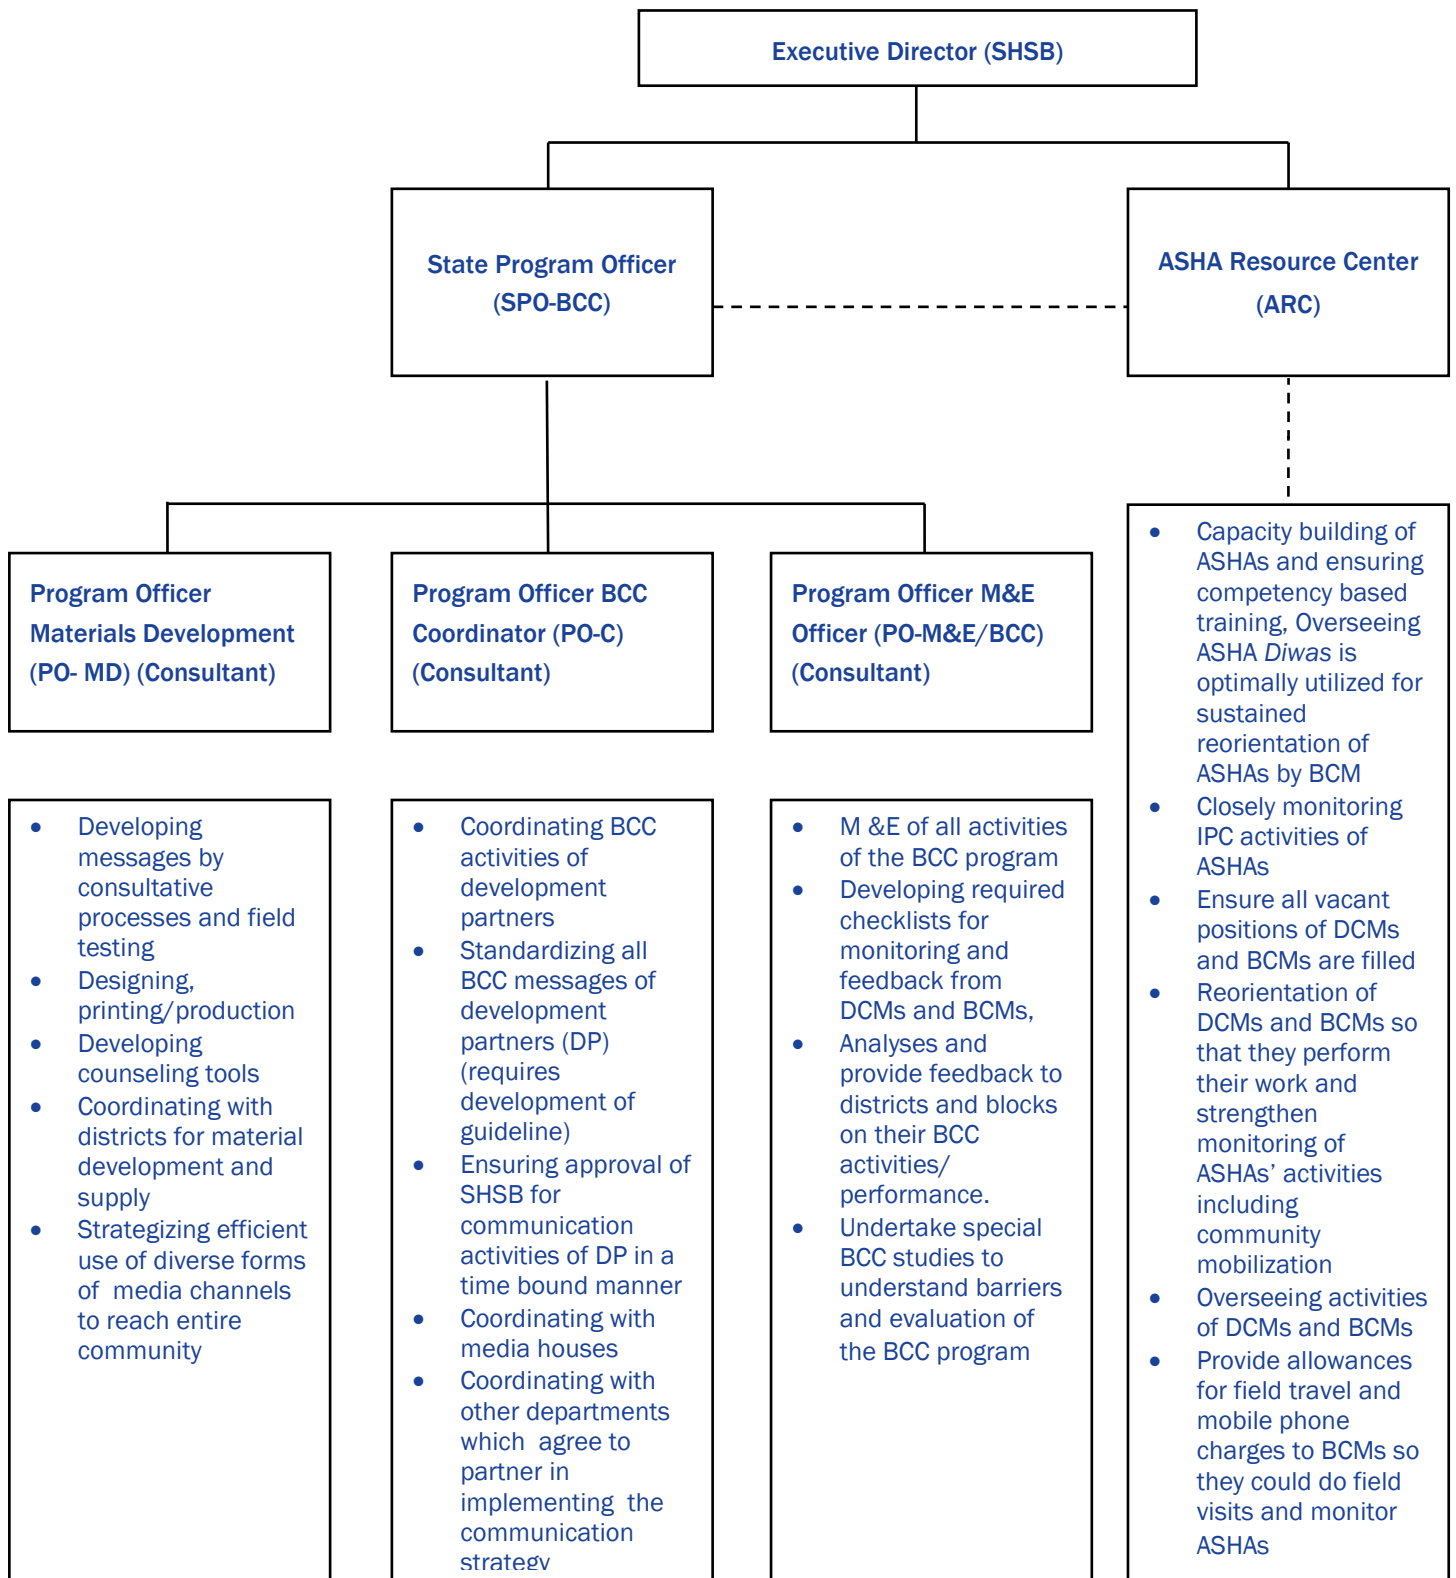 Executive Director (SHSB)
State Program Officer
(SPO-BCC)
ASHA Resource Center
(ARC)
Program Officer
Materials Development
(PO- MD) (Consultant)
Program Officer BCC
Coordinator (PO-C)
(Consultant)
Program Officer M&E
Officer (PO-M&E/BCC)
(Consultant)
• Developing
messages by
consultative
processes and field
testing
• Designing,
printing/production
• Developing
counseling tools
• Coordinating with
districts for material
development and
supply
• Strategizing efficient
use of diverse forms
of media channels
to reach entire
community
• Coordinating BCC
activities of
development
partners
• Standardizing all
BCC messages of
development
partners (DP)
(requires
development of
guideline)
• Ensuring approval of
SHSB for
communication
activities of DP in a
time bound manner
• Coordinating with
media houses
• Coordinating with
other departments
which agree to
partner in
implementing the
communication
strategy
• M &E of all activities
of the BCC program
• Developing required
checklists for
monitoring and
feedback from
DCMs and BCMs,
• Analyses and
provide feedback to
districts and blocks
on their BCC
activities/
performance.
• Undertake special
BCC studies to
understand barriers
and evaluation of
the BCC program
• Capacity building of
ASHAs and ensuring
competency based
training, Overseeing
ASHA Diwas is
optimally utilized for
sustained
reorientation of
ASHAs by BCM
• Closely monitoring
IPC activities of
ASHAs
• Ensure all vacant
positions of DCMs
and BCMs are filled
• Reorientation of
DCMs and BCMs so
that they perform
their work and
strengthen
monitoring of
ASHAs’ activities
including
community
mobilization
• Overseeing activities
of DCMs and BCMs
• Provide allowances
for field travel and
mobile phone
charges to BCMs so
they could do field
visits and monitor
ASHAs